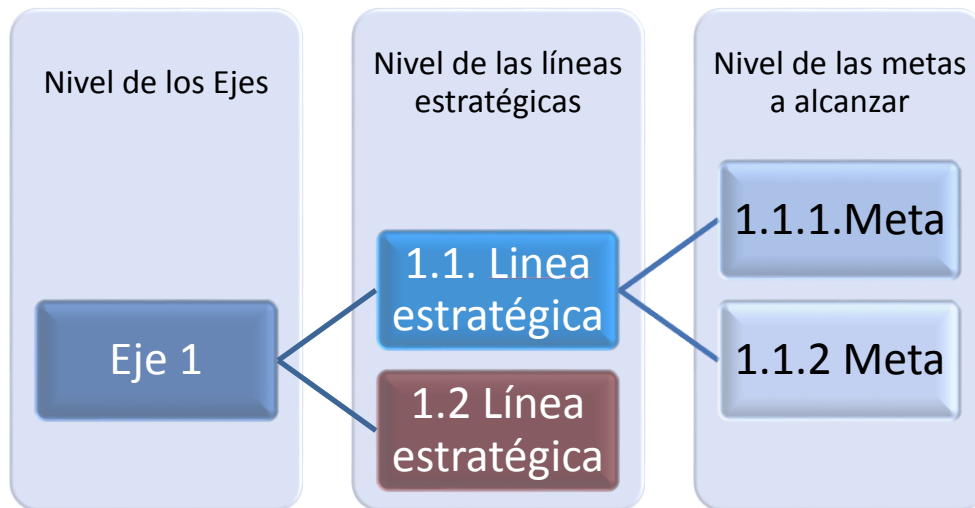 Nivel de los Ejes
Nivel de las líneas
estratégicas
Nivel de las metas
a alcanzar
Eje 1
1.1. Linea
estratégica
1.2 Línea
estratégica
1.1.1.Meta
1.1.2 Meta